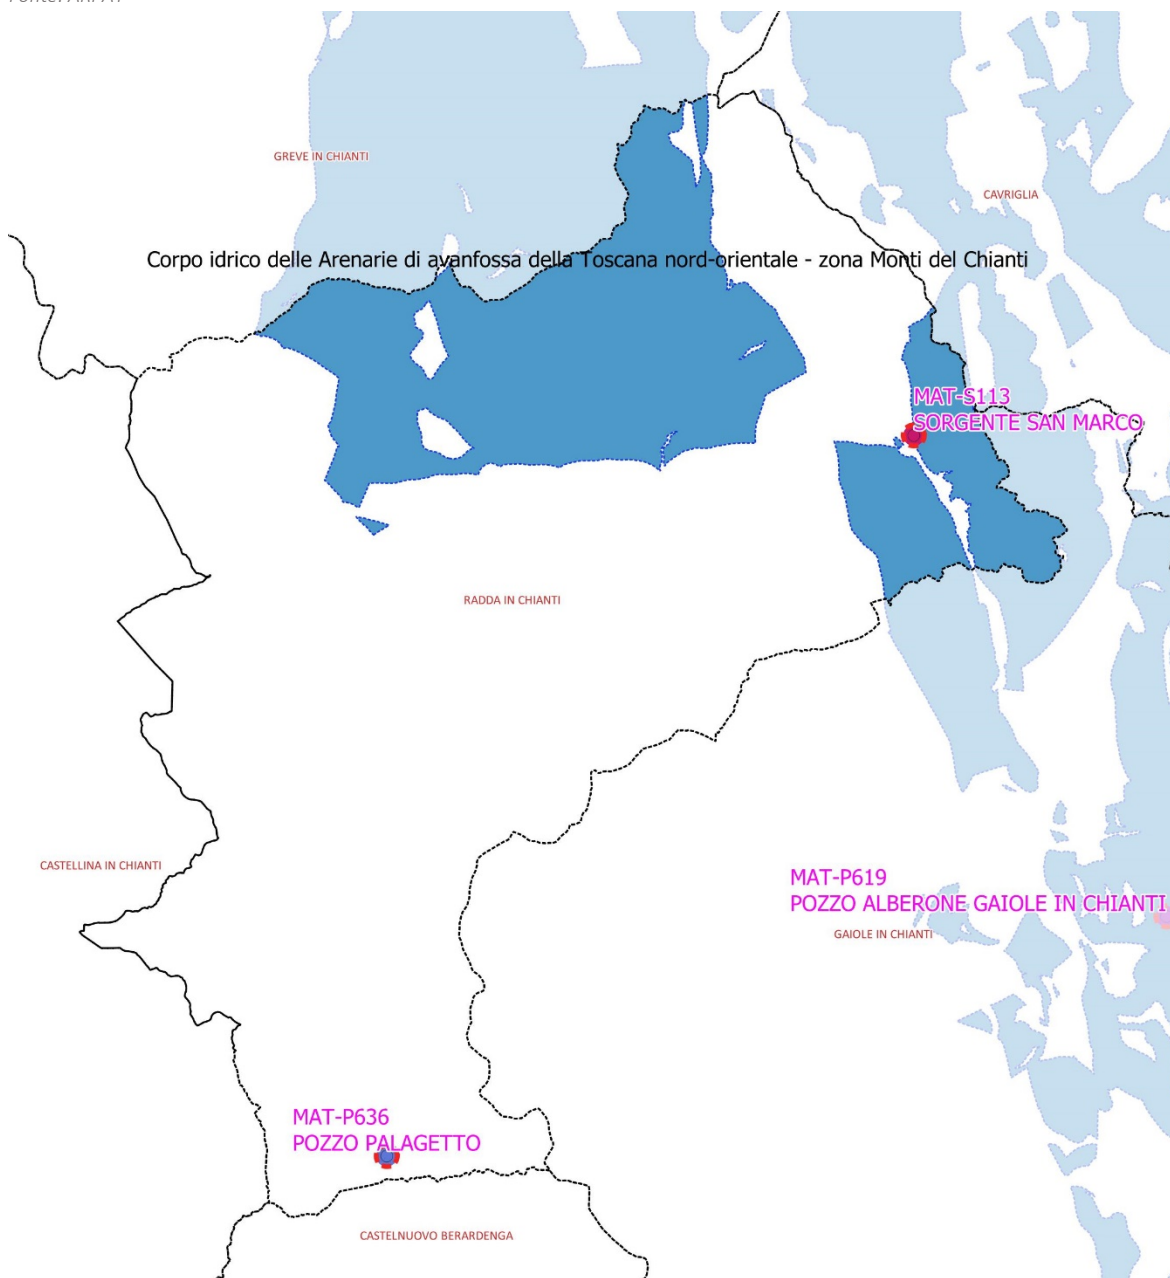 GREVE IN CHIANTI
CAVRIGLIA
Corpo idrico delle Arenarie di avanfossa della Toscana nord-orientale - zona Monti del Chianti
MAT-S113
SORGENTE SAN MARCO
RADDA IN CHIANTI
CASTELLINA IN CHIANTI
MAT-P619
POZZO ALBERONE GAIOLE IN CHIANTI
GAIOLE IN CHIANTI
MAT-P636
POZZO PALAGETTO
CASTELNUOVO BERARDENGA